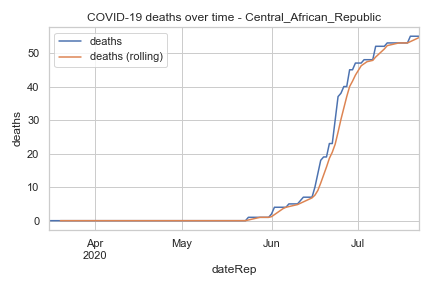 COVID-19 deaths over time - Central_African_Republic
deaths
deaths (rolling)
deaths
50
40
30
20
10
0
Apr
2020
May
Jun
Jul
dateRep